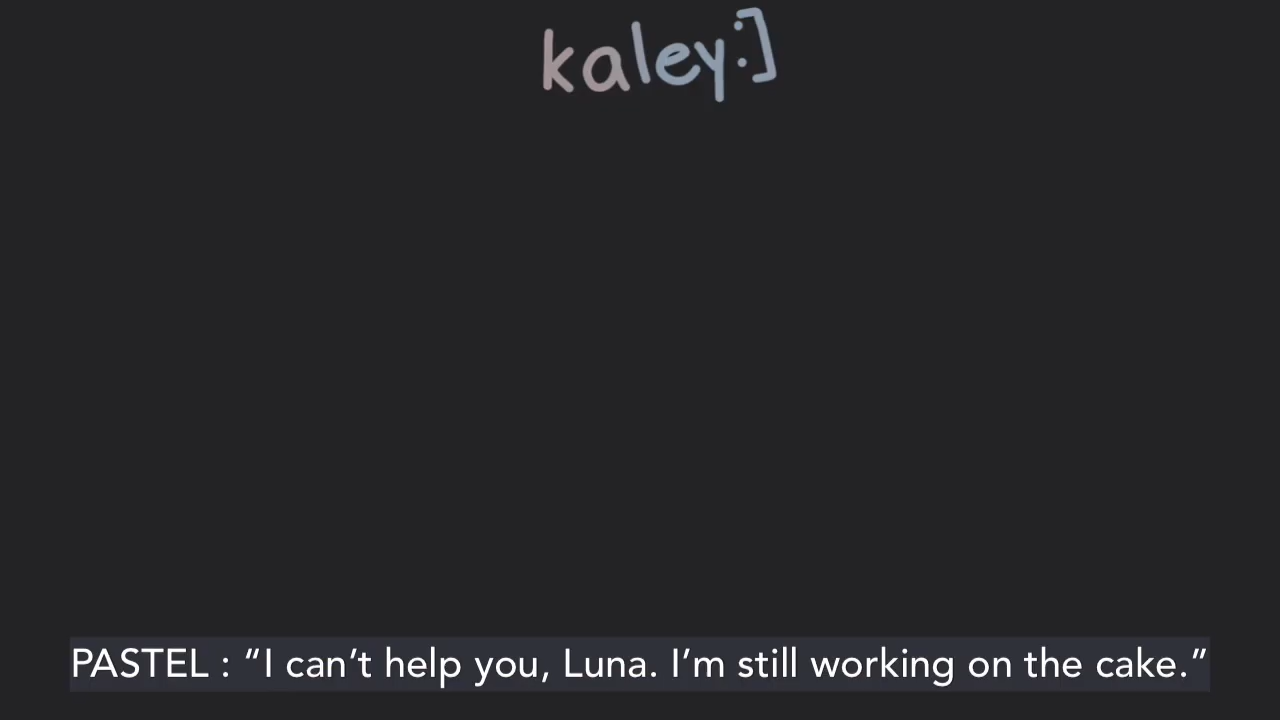 kaley:]
PASTEL : “I can’t help you, Luna. I’m still working on the cake.”